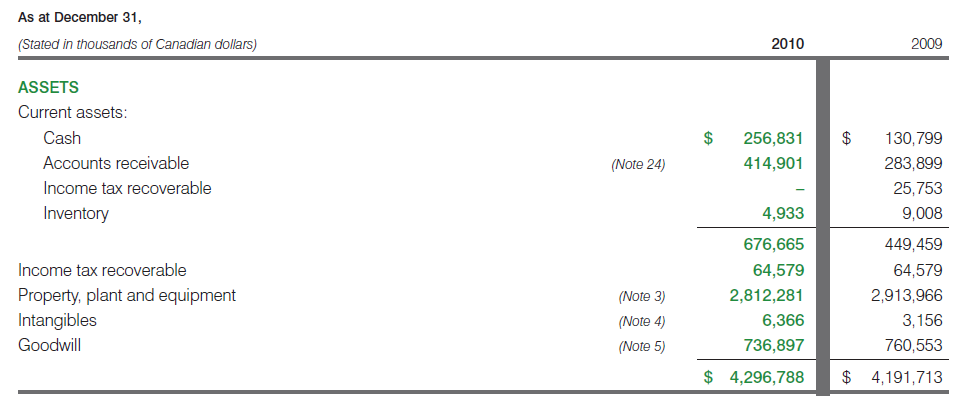 As at December 31,
(Stated in thousands of Canadian dollars) 2010 2009
ASSETS
Current assets:
Cash $ 256,831 $ 130,799
Accounts receivable (Note 24) 414,901 283,899
Income tax recoverable – 25,753
Inventory 4,933 9,008
676,665 449,459
Income tax recoverable 64,579 64,579
Property, plant and equipment (Note 3) 2,812,281 2,913,966
Intangibles (Note 4) 6,366 3,156
Goodwill (Note 5) 736,897 760,553
$ 4,296,788 $ 4,191,713